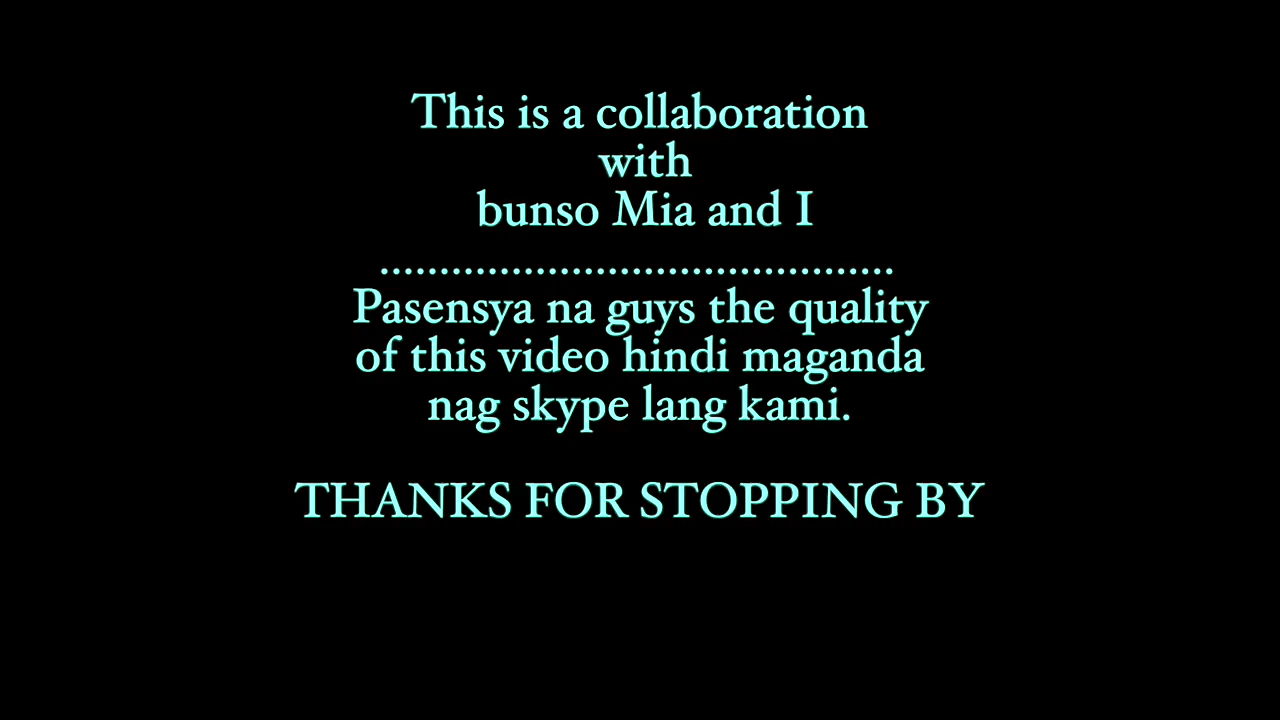 This is a collaboration
with
bunso Mia and I
...........................................
Pasensya na guys the quality
of this video hindi maganda
nag skype lang kami.
THANKS FOR STOPPING BY